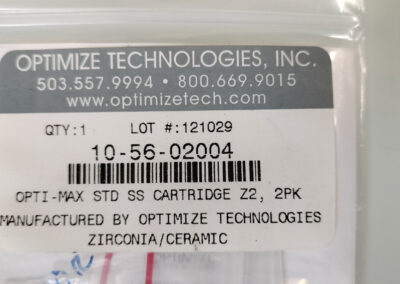 OPTIMIZE TECHNOLOGIES, INC.
503.557.9994 • 800.669.9015
www.optimizetech.com
QTY:1 LOT #:121029
10-56-02004
OPTI-MAX STD SS CARTRIDGE Z2, 2PK
MANUFACTURED BY OPTIMIZE TECHNOLOGIES
ZIRCONIA/CERAMIC